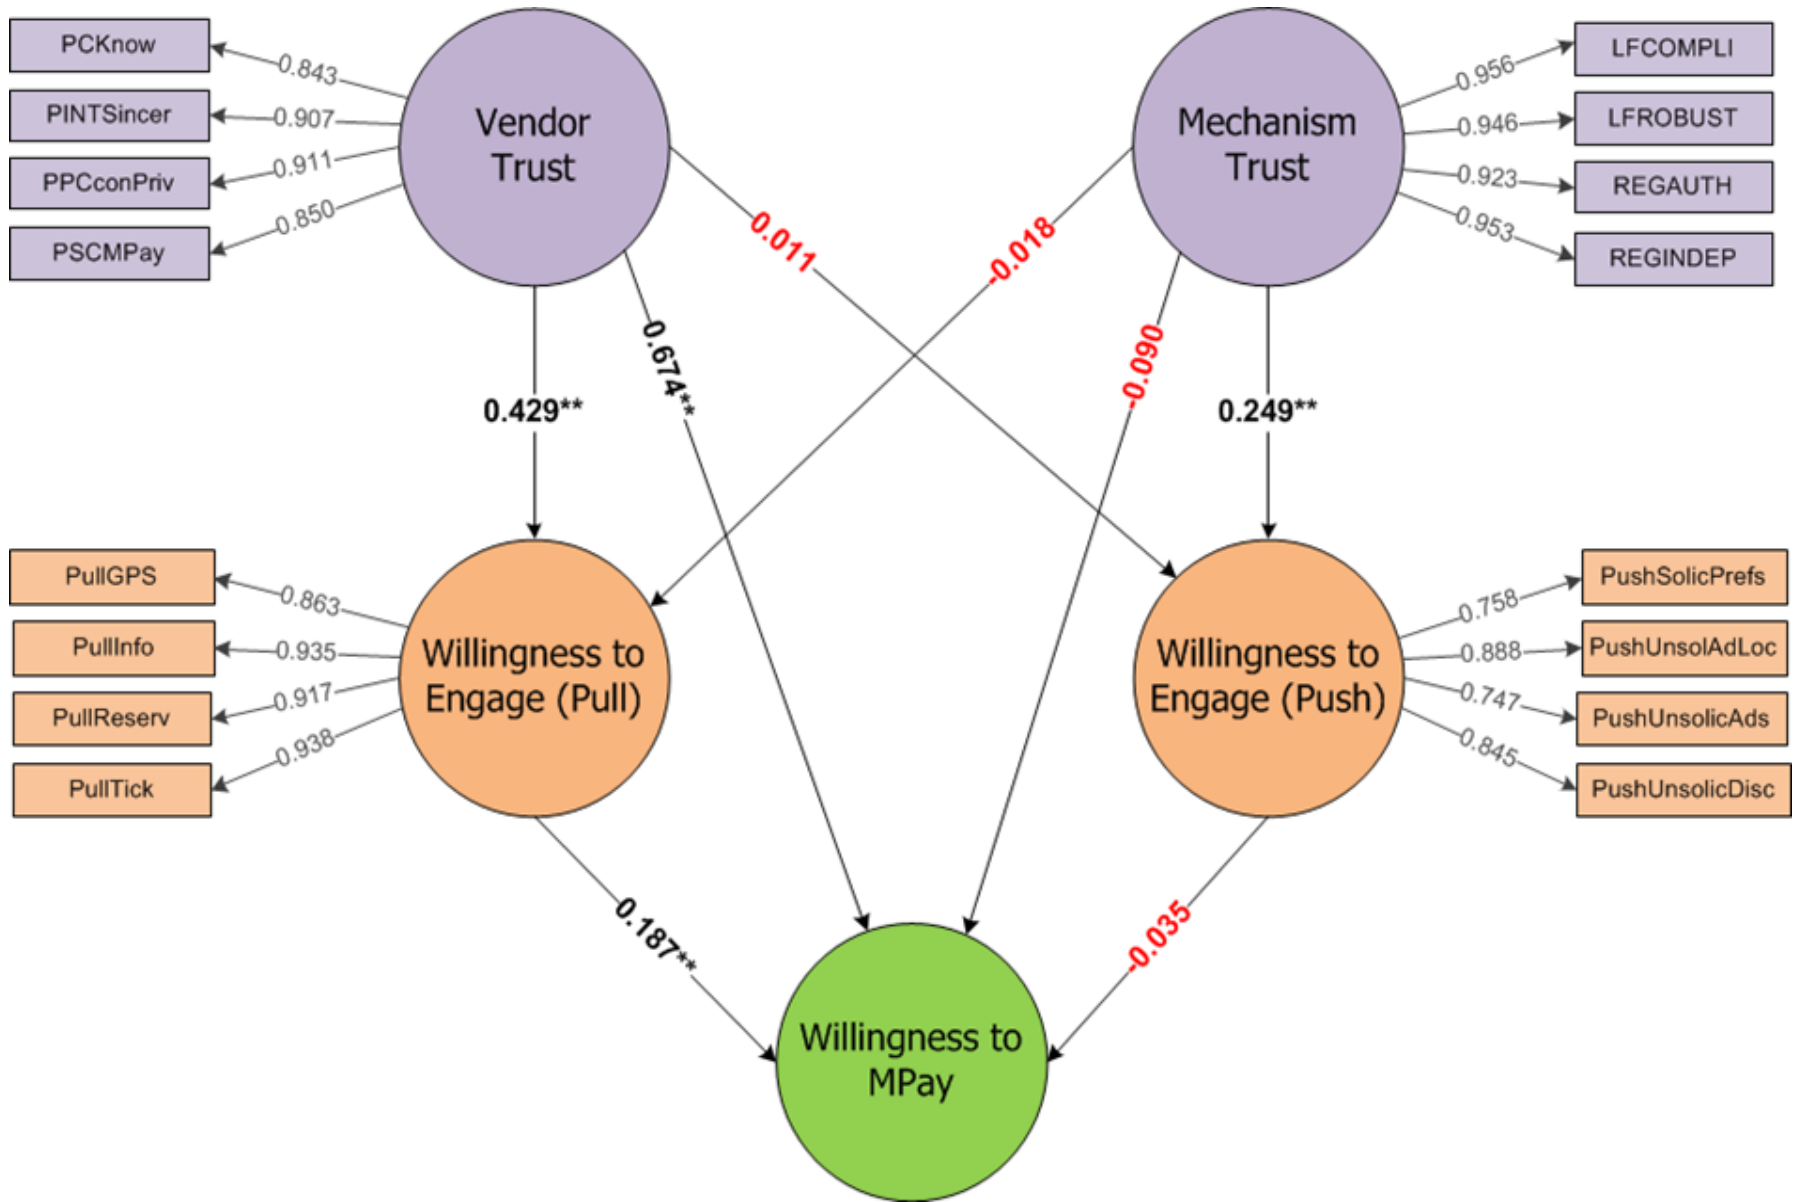 PCKnow
PINTSincer
PPCconPriv
PSCMPay
0.843
0.907
0.911
0.850
Vendor
Trust
Mechanism
Trust
0.956
0.946
0.923
0.953
LFCOMPLI
LFROBUST
REGAUTH
REGINDEP
0.011
-0.018
0.674**
-0.090
0.429**
0.249**
PullGPS
PullInfo
PullReserv
PullTick
0.863
0.935
0.917
0.938
Willingness to
Engage (Pull)
Willingness to
Engage (Push)
0.758
0.888
0.747
0.845
PushSolicPrefs
PushUnsolAdLoc
PushUnsolicAds
PushUnsolicDisc
0.187**
-0.035
Willingness to
MPay